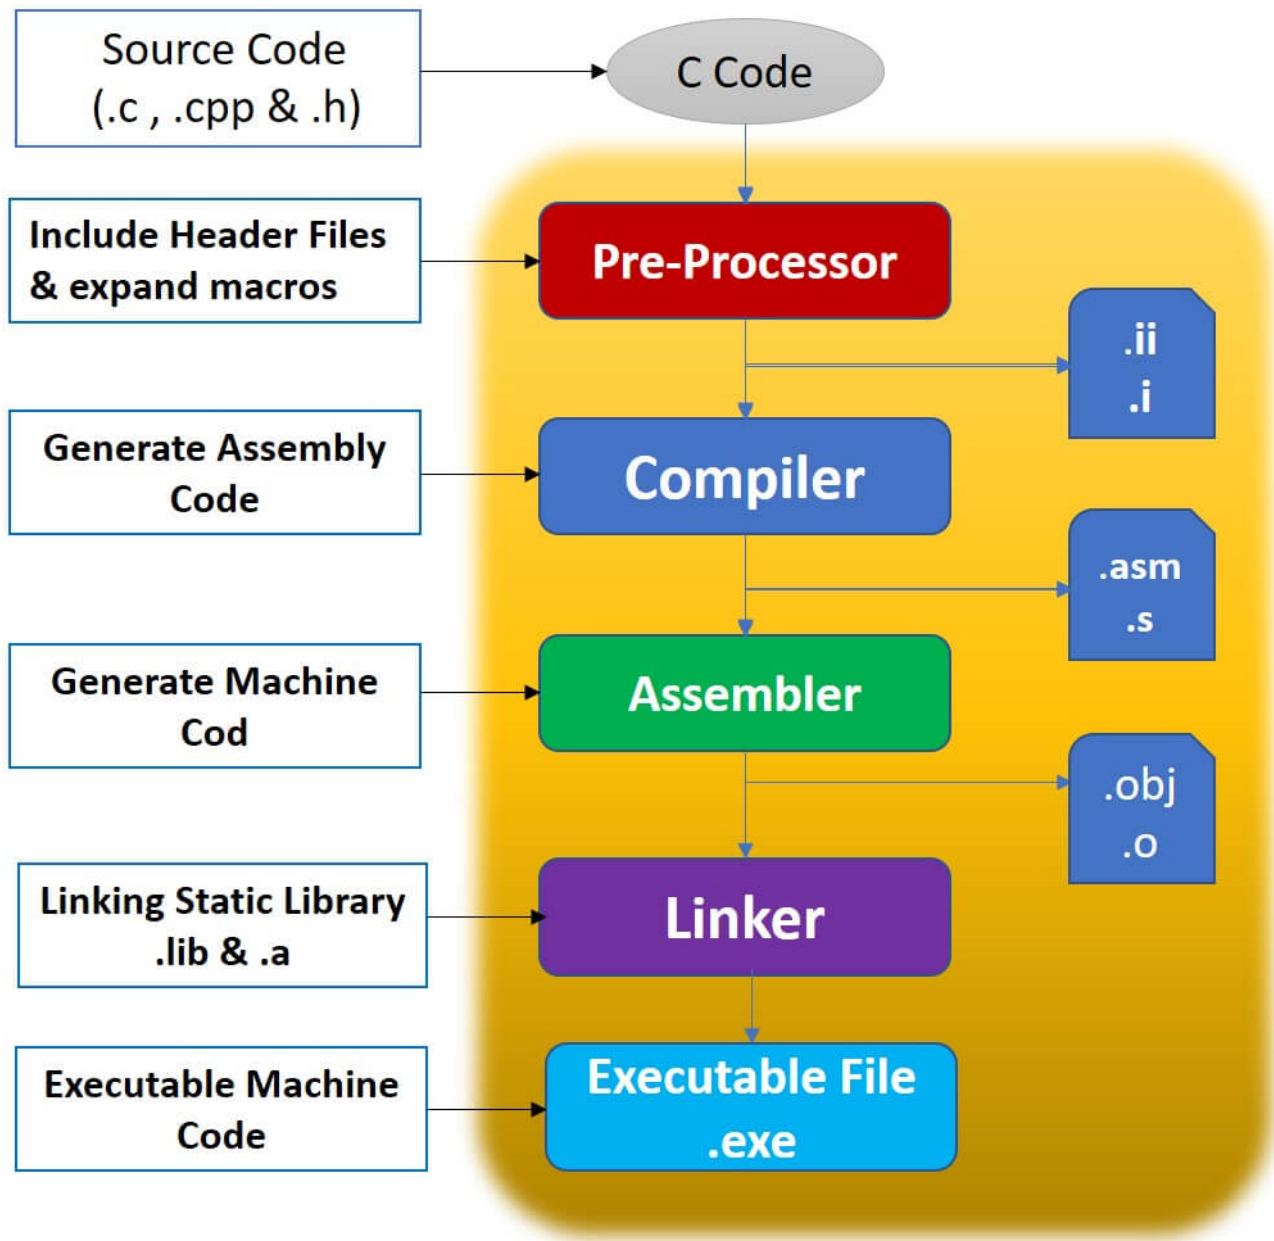 Source Code
(.c , .cpp & .h)
C Code
Include Header Files
& expand macros
Pre-Processor
.ii
.i
Generate Assembly
Code
Compiler
.asm
.s
Generate Machine
Cod
Assembler
.obj
.o
Linking Static Library
.lib & .a
Linker
Executable Machine
Code
Executable File
.exe